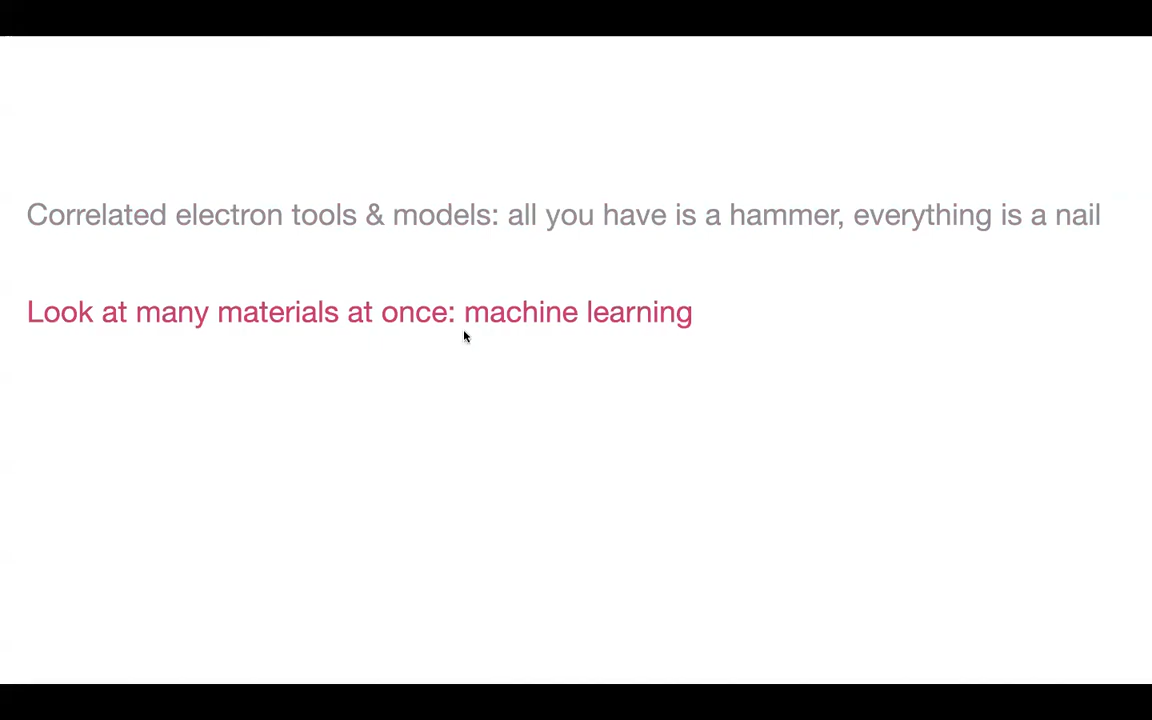 Correlated electron tools & models: all you have is a hammer, everything is a nail
Look at many materials at once: machine learning